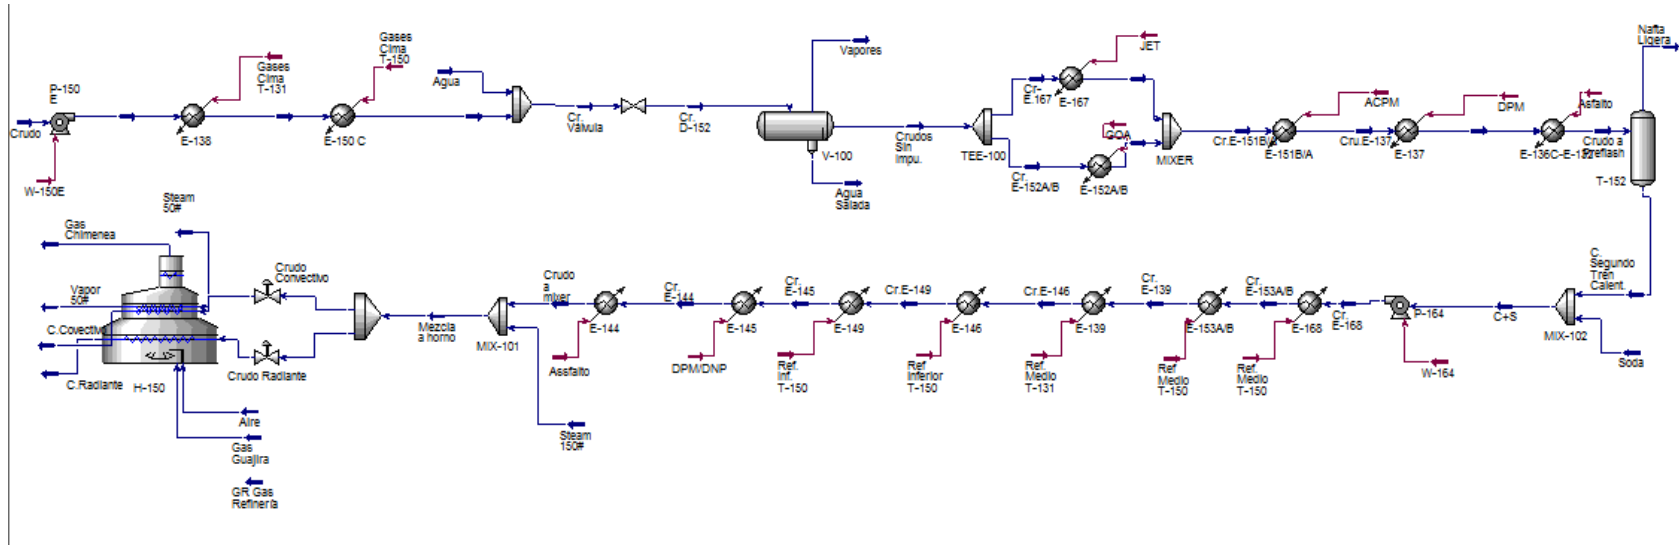 P-150
E
Crudo
W-150E
E-138
Gases
Cima
T-131
E-150 C
Gases
Cima
T-150
Agua
Cr.
Valvula
Cr.
D-152
Vapores
V-100
Agua
Salada
Crudos
Sin
Impu.
TEE-100
Cr-
E.167
E-167
JET
Cr.
E-152A/B
E-152A/B
GOA
MIXER
Cr.E-151B/
E-151B/A
ACPM
Cru.E-137
E-137
DPM
E-136C-E-132
Asfalto
Crudo a
Preflash
T-152
Nafta
Ligera
Steam
50#
Gas
Chimenea
Vapor
50#
C.Covectivo
C.Radiante
H-150
Aire
Gas
Guajira
GR Gas
Refinería
Crudo
Convectivo
Crudo Radiante
Mezcla
a horno
MIX-101
Steam
150#
Crudo
a
mixer
E-144
Assfalto
Cr.
E-144
E-145
DPM/DNP
Cr.
E-145
E-149
Ref.
Inf.
T-150
Cr.E-149
E-146
Ref
Inferior
T-150
Cr.E-146
E-139
Ref.
Medio
T-131
Cr.
E-139
E-153A/B
Ref
Medio
T-150
Cr.E-153A/B
E-168
Ref.
Medio
T-150
Cr.
E-168
P-164
W-164
C+S
MIX-102
C.
Segundo
Tren
Calent.
Soda